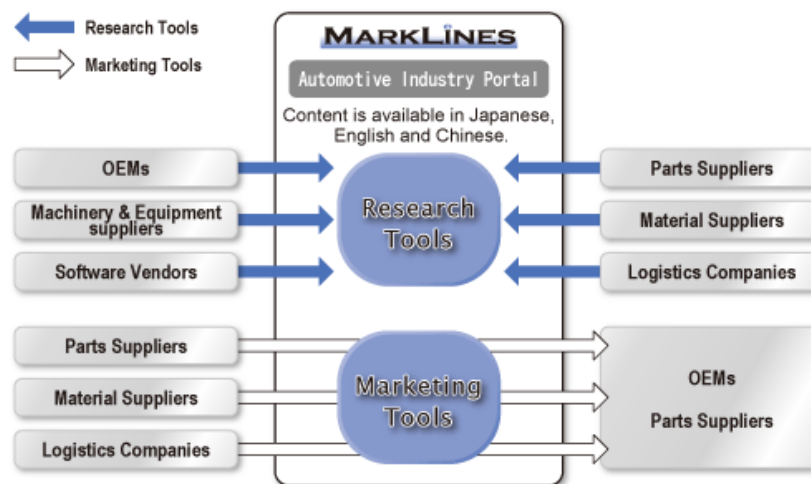 Research Tools
Marketing Tools
MARKLINES
Automotive Industry Portal
Content is available in Japanese,
English and Chinese.
OEMs
Machinery & Equipment
suppliers
Software Vendors
Research
Tools
Parts Suppliers
Material Suppliers
Logistics Companies
Parts Suppliers
Material Suppliers
Logistics Companies
Marketing
Tools
OEMs
Parts Suppliers